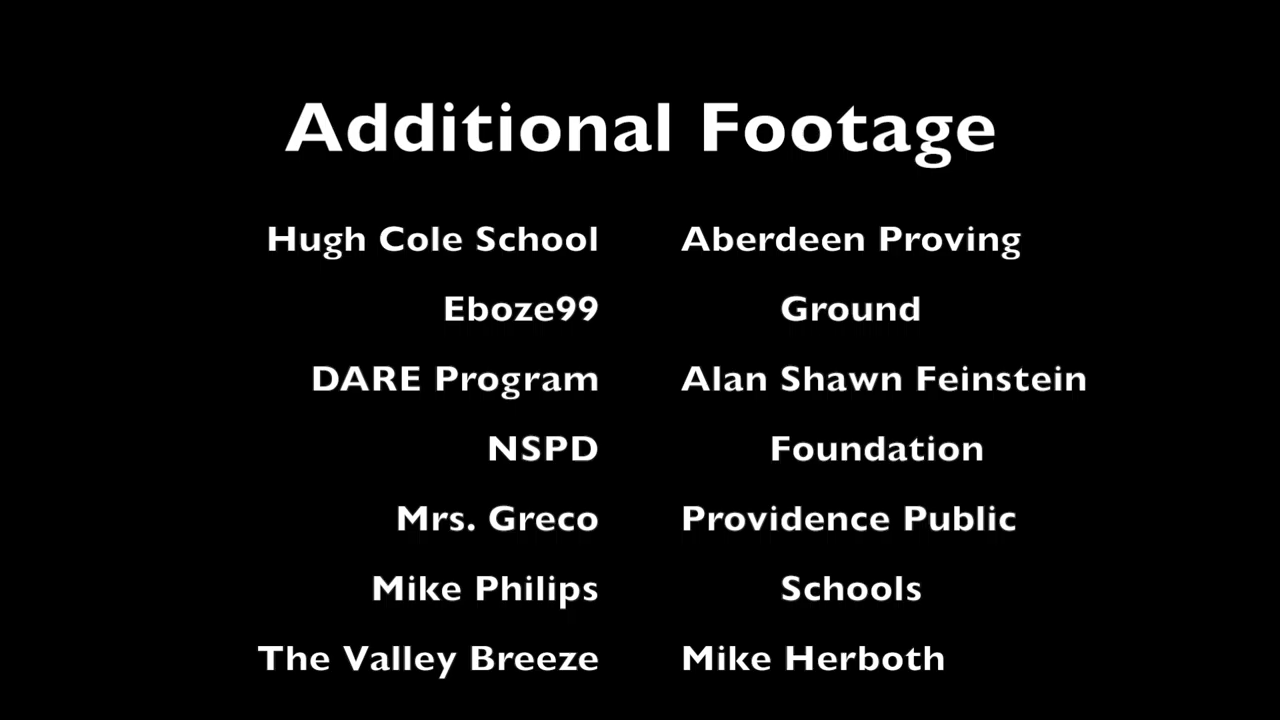 Additional Footage
Hugh Cole School
Eboze99
DARE Program
NSPD
Mrs. Greco
Mike Philips
The Valley Breeze
Aberdeen Proving
Ground
Alan Shawn Feinstein
Foundation
Providence Public
Schools
Mike Herboth